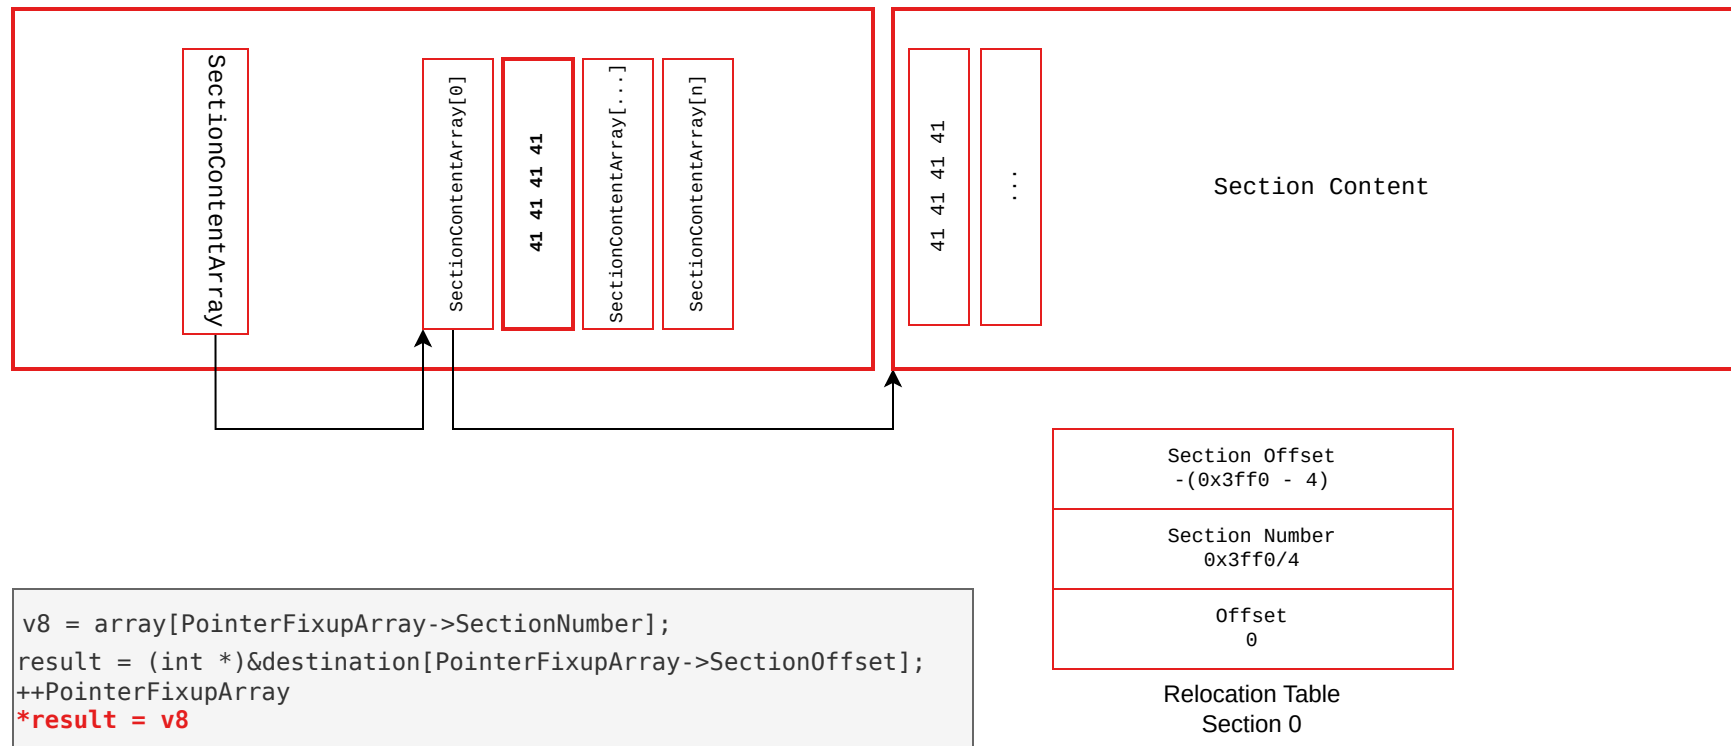 SectionContentArray
SectionContentArray[0]
41 41 41 41
SectionContentArray[...]
SectionContentArray[n]
41 41 41 41
...
Section Content
Section Offset
-(0x3ff0 - 4)
Section Number
0x3ff0/4
Offset
0
Relocation Table
Section 0
v8 = array[PointerFixupArray->SectionNumber];
result = (int *)&destination[PointerFixupArray->SectionOffset];
++PointerFixupArray
*result = v8